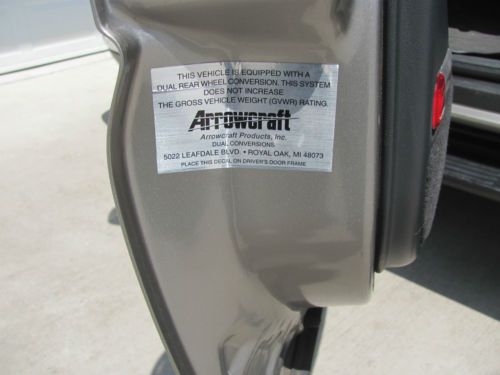 THIS VEHICLE IS EQUIPPED WITH A
DUAL REAR WHEEL CONVERSION. THIS SYSTEM
DOES NOT INCREASE
THE GROSS VEHICLE WEIGHT (GVWR) RATING.
Arrowcraft
Arrowcraft Products, Inc.
DUAL CONVERSIONS
5022 LEAFDALE BLVD. • ROYAL OAK, MI 48073
PLACE THIS DECAL ON DRIVER'S DOOR FRAME